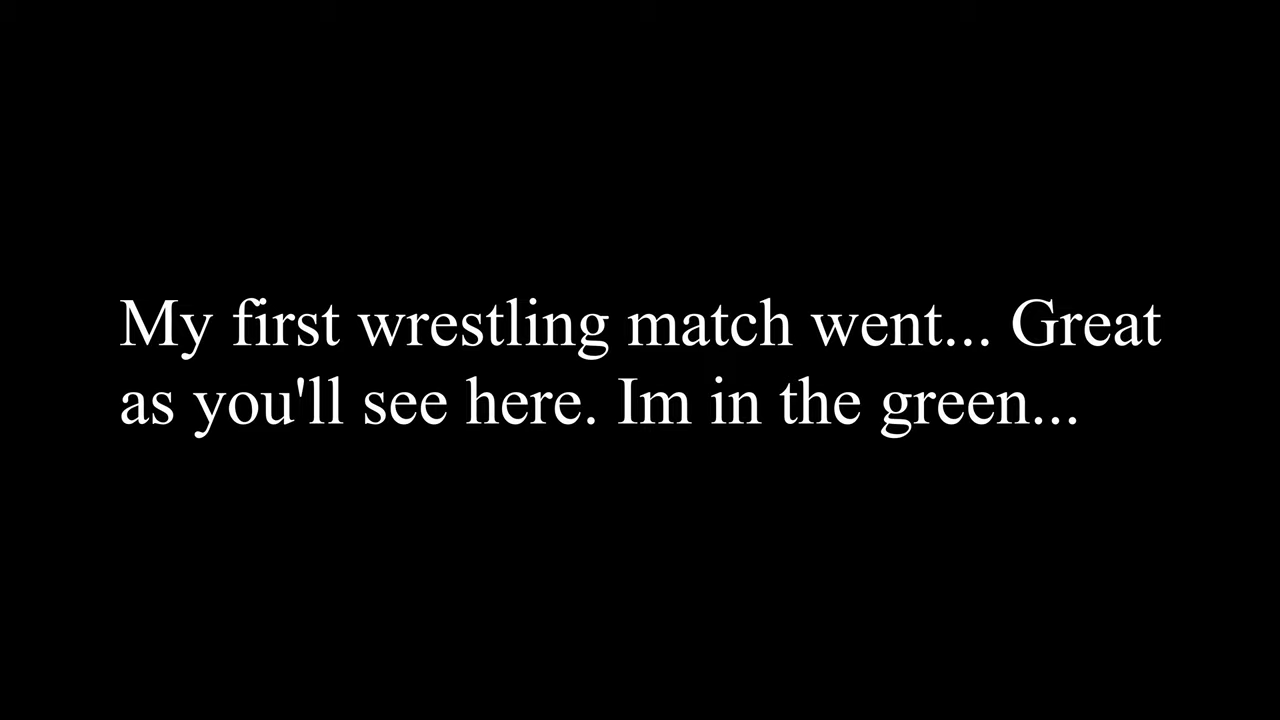 My first wrestling match went... Great
as you'll see here. Im in the green...